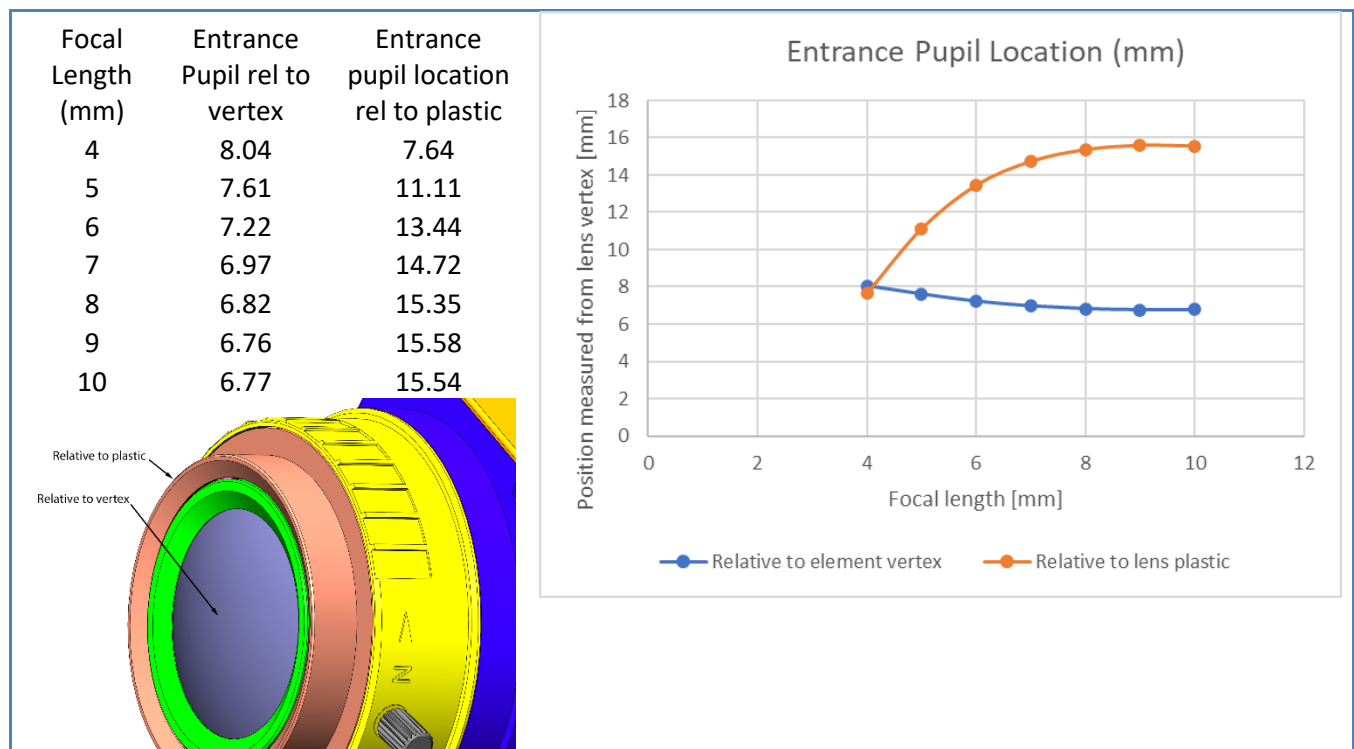 Focal Length (mm) Entrance Pupil rel to vertex Entrance pupil location rel to plastic
4 8.04 7.64
5 7.61 11.11
6 7.22 13.44
7 6.97 14.72
8 6.82 15.35
9 6.76 15.58
10 6.77 15.54
Relative to plastic
Relative to vertex
N
Entrance Pupil Location (mm)
Position measured from lens vertex [mm]
18
16
14
12
10
8
6
4
2
0
0 2 4 6 8 10 12
Focal length [mm]
Relative to element vertex Relative to lens plastic